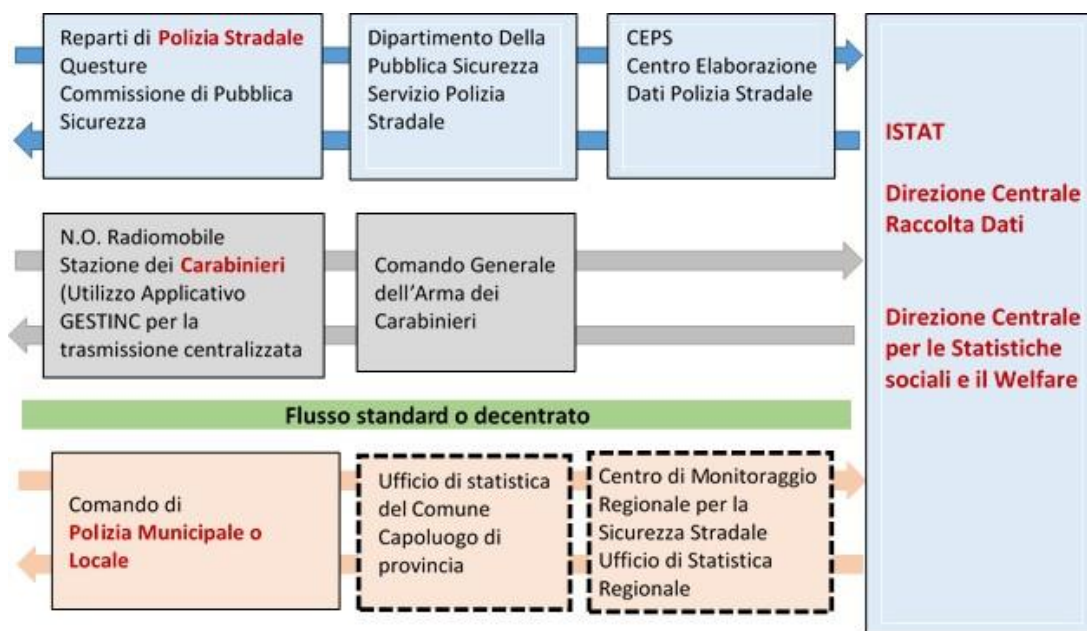 Reparti di Polizia Stradale
Questure
Commissione di Pubblica
Sicurezza
Dipartimento Della
Pubblica Sicurezza
Servizio Polizia
Stradale
CEPS
Centro Elaborazione
Dati Polizia Stradale
ISTAT
Direzione Centrale
Raccolta Dati
Direzione Centrale
per le Statistiche
sociali e il Welfare
N.O. Radiomobile
Stazione dei Carabinieri
(Utilizzo Applicativo
GESTINC per la
trasmissione centralizzata
Comando Generale
dell'Arma dei
Carabinieri
Flusso standard o decentrato
Comando di
Polizia Municipale o
Locale
Ufficio di statistica
del Comune
Capoluogo di
provincia
Centro di Monitoraggio
Regionale per la
Sicurezza Stradale
Ufficio di Statistica
Regionale